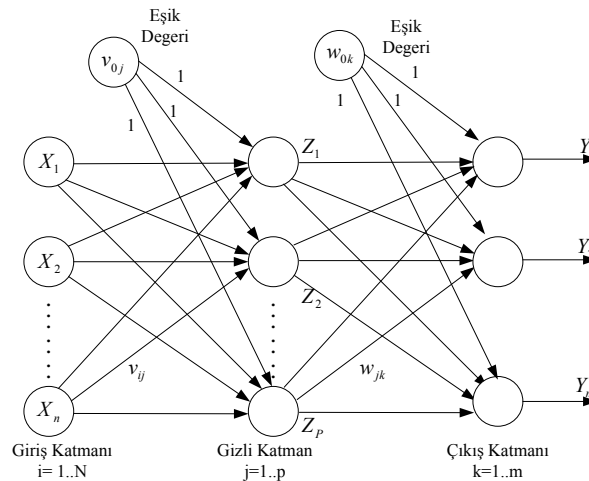 Eşik
Degeri
Eşik
Degeri
v0j
w0k
1
1
1
1
1
1
X1
Z1
Y
X2
Z2
Y
vij
wjk
Xn
ZP
Y
Giriş Katmanı
i= 1..N
Gizli Katman
j=1..p
Çıkış Katmanı
k=1..m